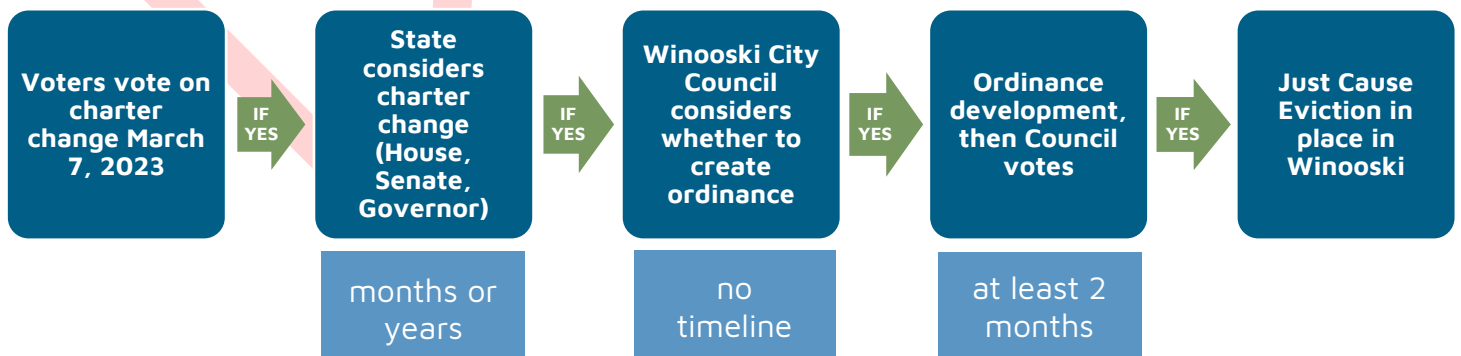 Voters vote on
charter
change March
7, 2023
IF
YES
State
considers
charter
change
(House,
Senate,
Governor)
IF
YES
Winooski City
Council
considers
whether to
create
ordinance
IF
YES
Ordinance
development,
then Council
votes
IF
YES
Just Cause
Eviction in
place in
Winooski
months or
years
no
timeline
at least 2
months